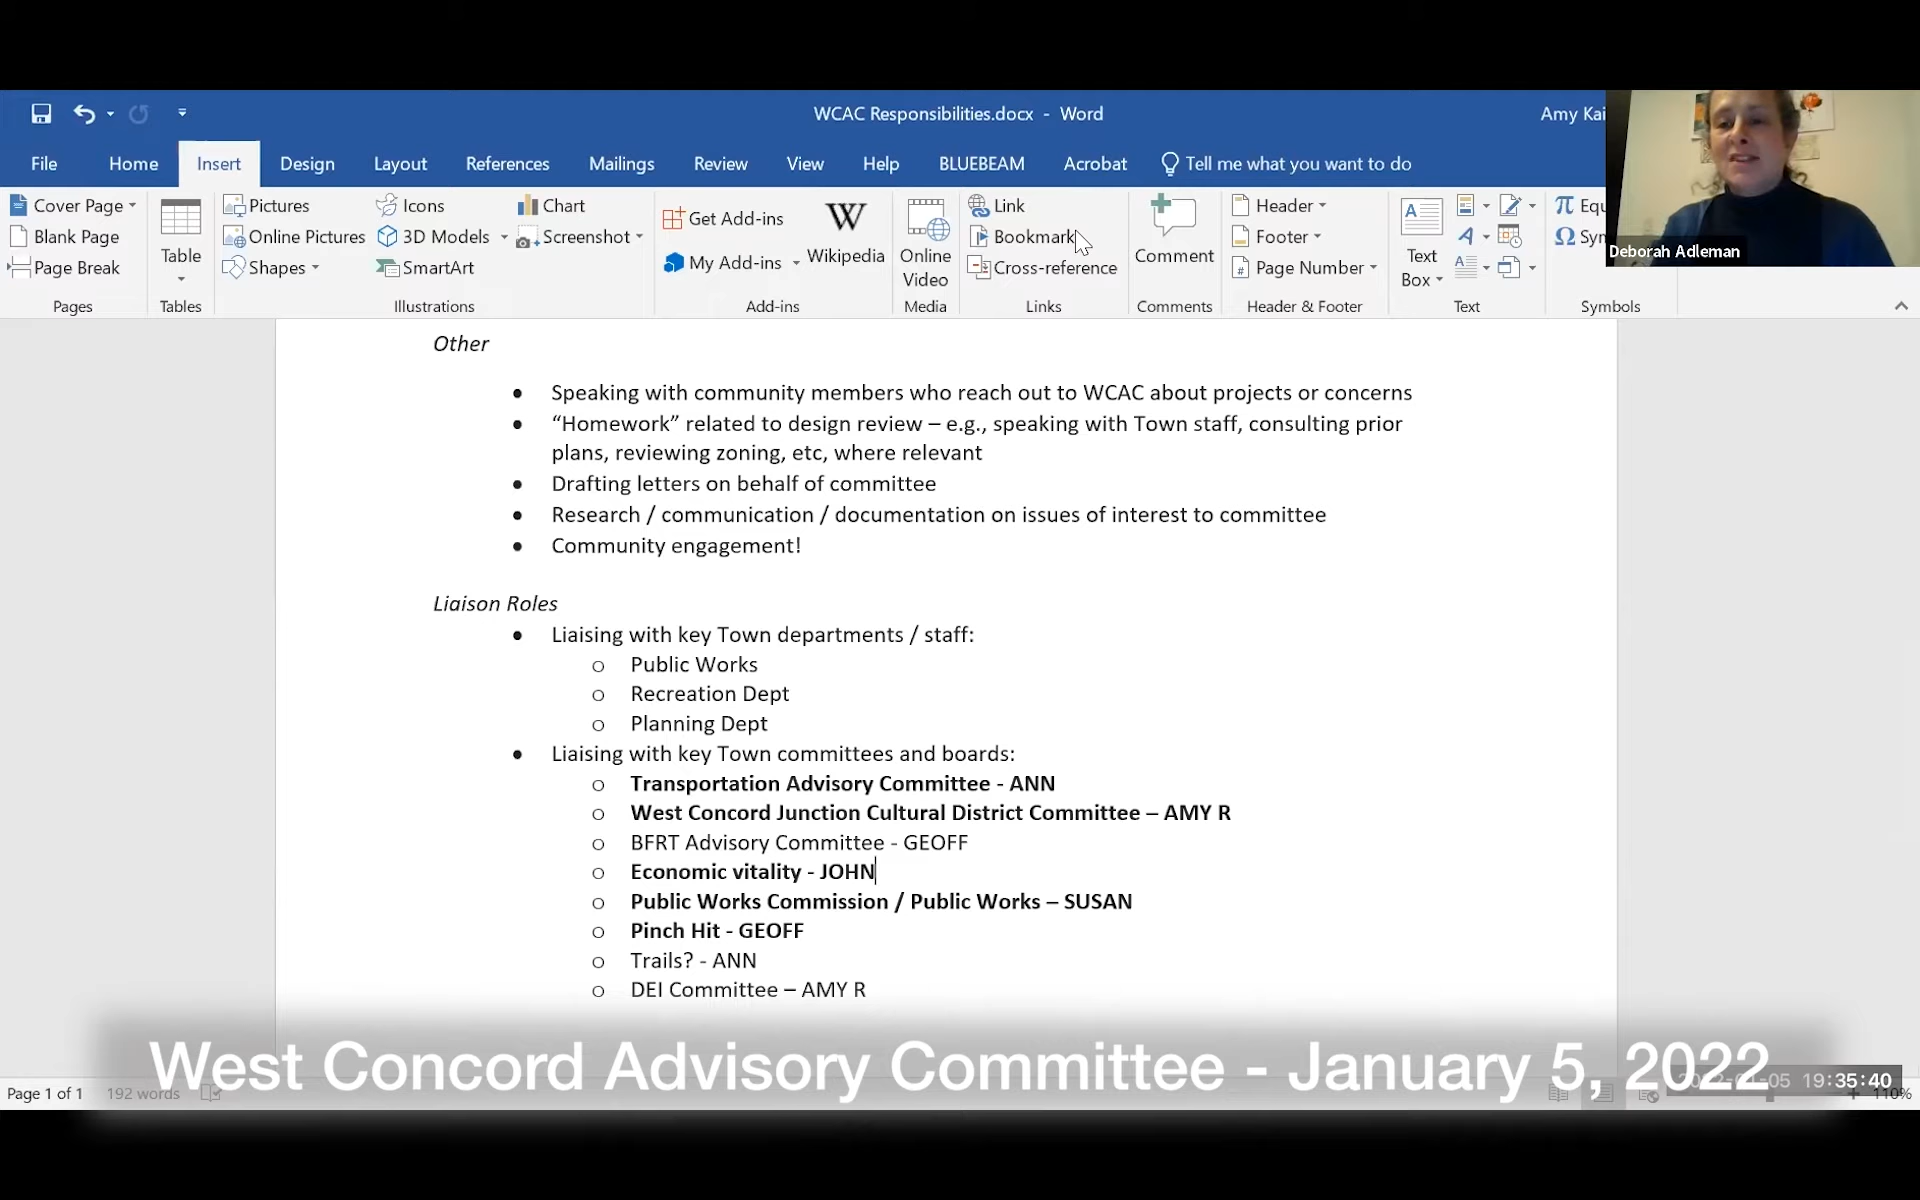 WCAC Responsibilities.docx - Word
Amy Kai
File Home Insert Design Layout References Mailings Review View Help BLUEBEAM Acrobat Tell me what you want to do
Cover Page
Blank Page
Page Break
Pages
Table
Tables
Pictures
Online Pictures
Shapes
Icons
3D Models
SmartArt
Chart
Screenshot
Illustrations
Get Add-ins
My Add-ins
W
Wikipedia
Add-ins
Online
Video
Media
Link
Bookmark
Cross-reference
Links
Comment
Comments
Header
Footer
Page Number
Header & Footer
Text
Box
Text
π Equ
Ω Sym
Symbols
Deborah Adleman
Other
• Speaking with community members who reach out to WCAC about projects or concerns
• “Homework” related to design review – e.g., speaking with Town staff, consulting prior
plans, reviewing zoning, etc, where relevant
• Drafting letters on behalf of committee
• Research / communication / documentation on issues of interest to committee
• Community engagement!
Liaison Roles
• Liaising with key Town departments / staff:
o Public Works
o Recreation Dept
o Planning Dept
• Liaising with key Town committees and boards:
o Transportation Advisory Committee - ANN
o West Concord Junction Cultural District Committee – AMY R
o BFRT Advisory Committee - GEOFF
o Economic vitality - JOHN
o Public Works Commission / Public Works – SUSAN
o Pinch Hit - GEOFF
o Trails? - ANN
o DEI Committee – AMY R
West Concord Advisory Committee - January 5, 2022
Page 1 of 1 192 words
19:35:40
110%